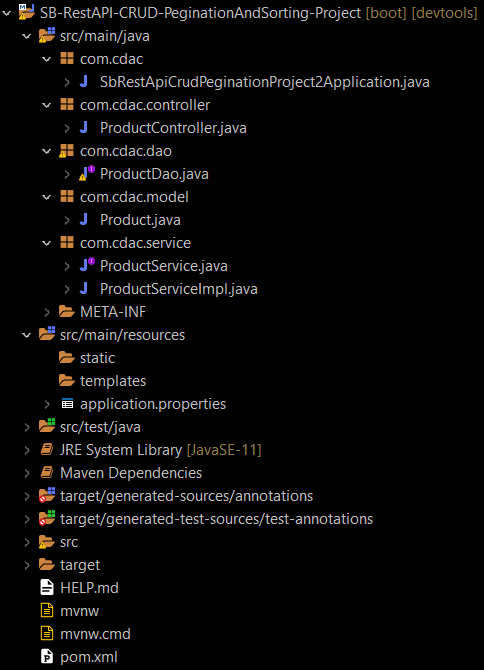 SB-RestAPI-CRUD-PeginationAndSorting-Project [boot] [devtools]
src/main/java
com.cdac
SbRestApiCrudPeginationProject2Application.java
com.cdac.controller
ProductController.java
com.cdac.dao
ProductDao.java
com.cdac.model
Product.java
com.cdac.service
ProductService.java
ProductServiceImpl.java
META-INF
src/main/resources
static
templates
application.properties
src/test/java
JRE System Library [JavaSE-11]
Maven Dependencies
target/generated-sources/annotations
target/generated-test-sources/test-annotations
src
target
HELP.md
mvnw
mvnw.cmd
pom.xml